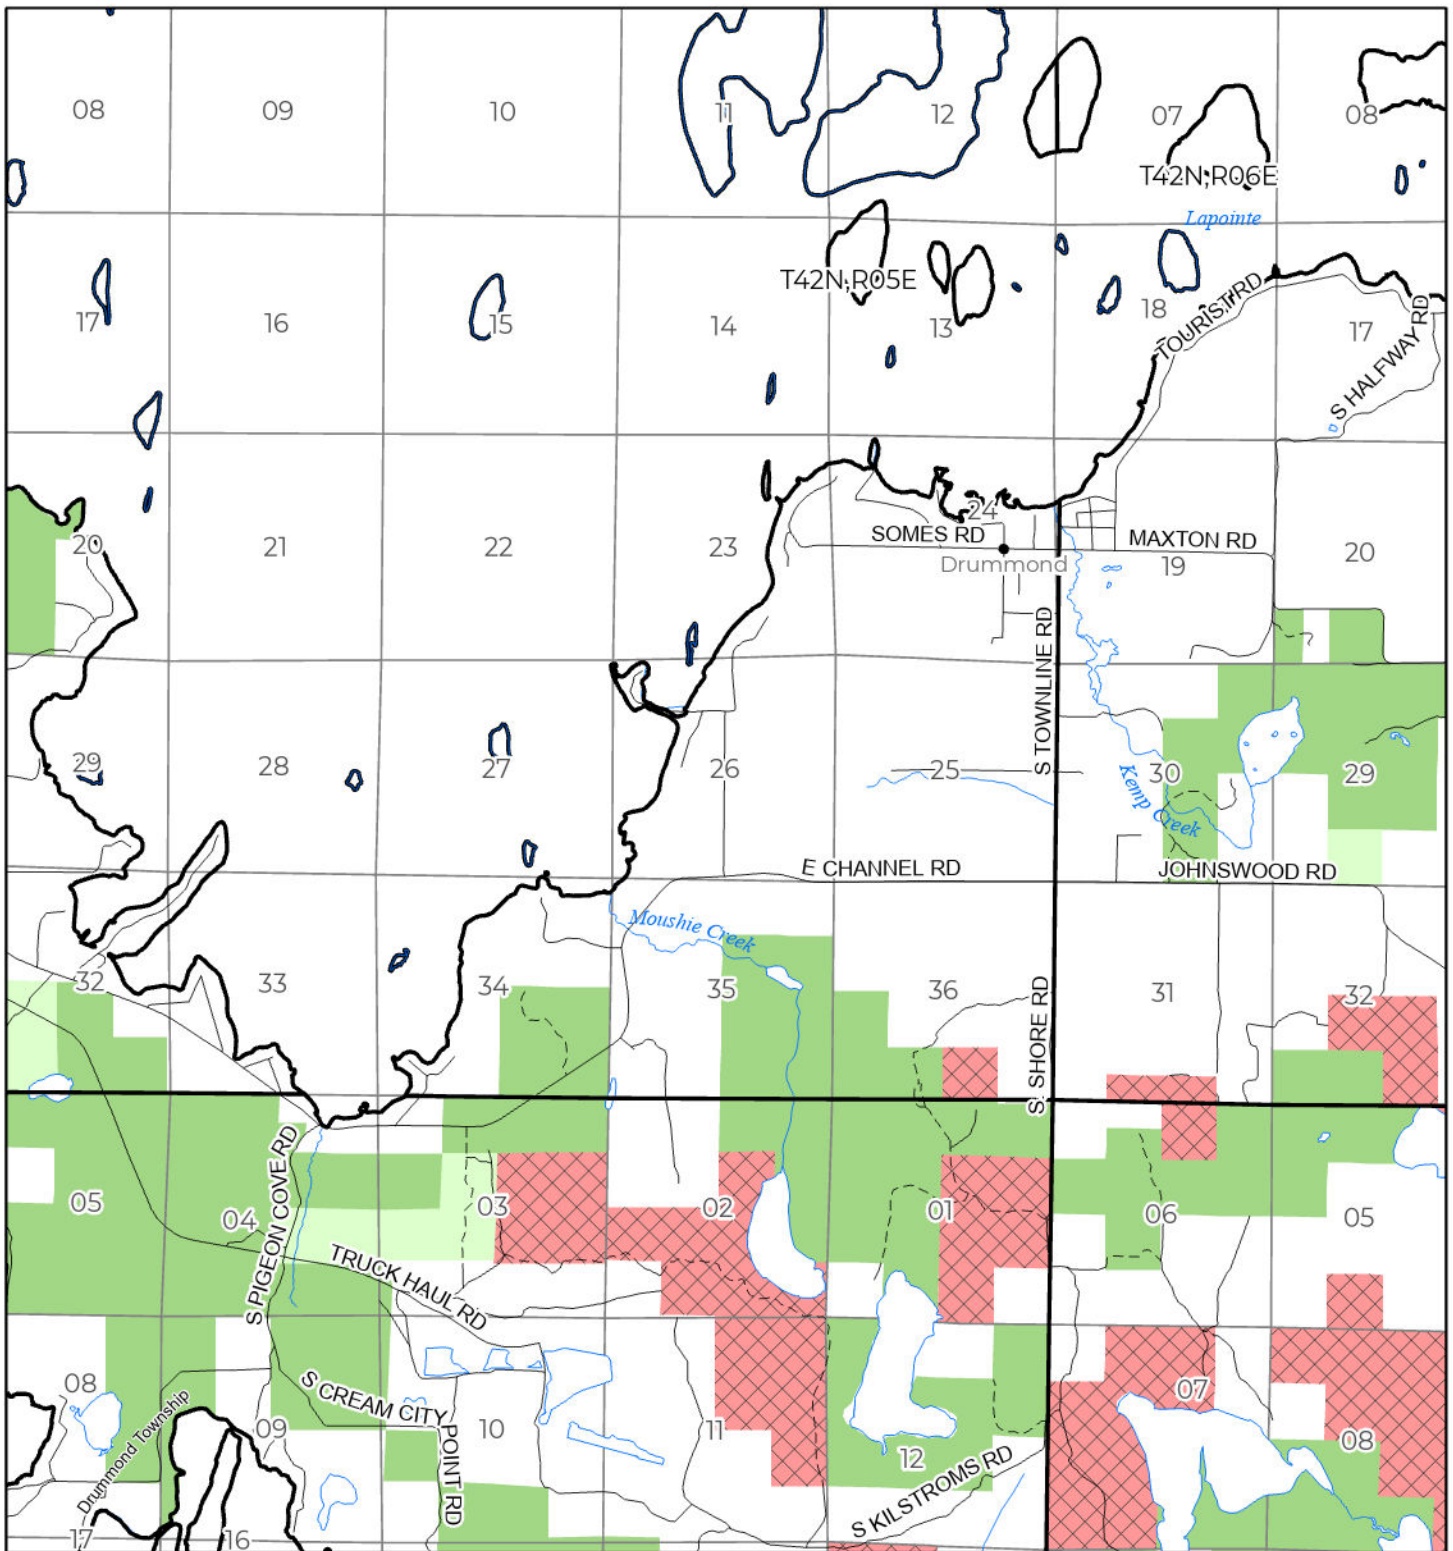 08 09 10 11 12 07 08
T42N,R06E
Lapointe
T42N,R05E
17 16 15 14 13 18 17
TOURIST RD
S HALFWAY RD
24
SOMES RD
MAXTON RD
20 21 22 23 19 20
Drummond
S TOWNLINE RD
29 28 27 26 25 30 29
Kemp Creek
E CHANNEL RD
JOHNSWOOD RD
Moushie Creek
32 33 34 35 36 31 32
S. SHORE RD
05 04 03 02 01 06 05
S PIGEON COVE RD
TRUCK HAUL RD
08
S CREAM CITY POINT RD
Drummond Township
09 10 11 12 07 08
S KILSTROMS RD
17 16